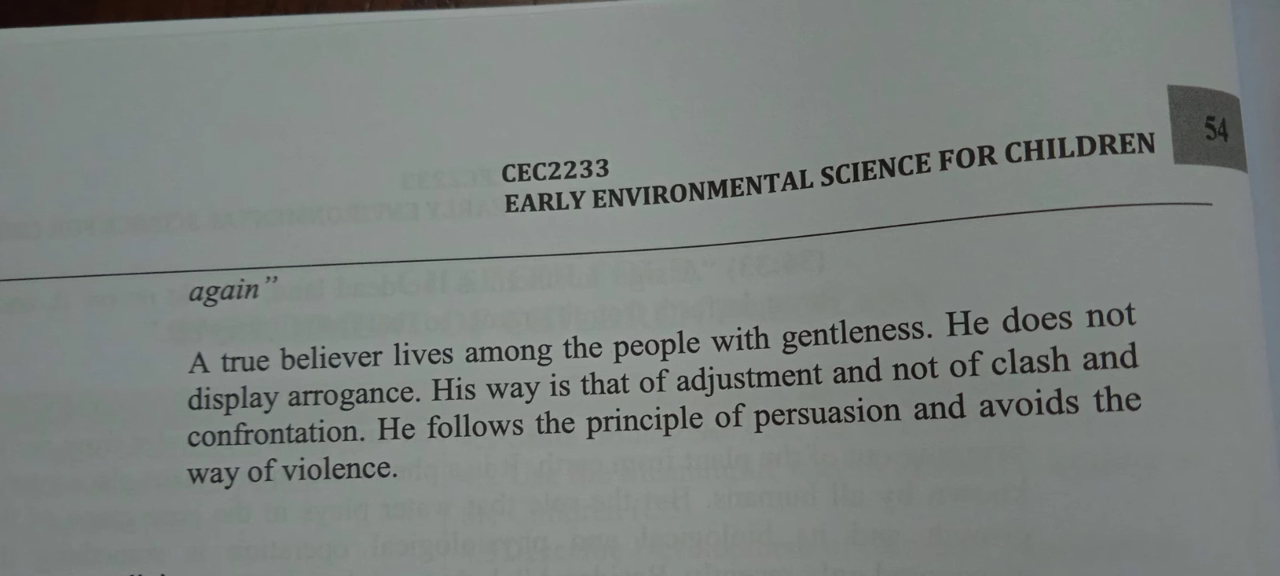 54
CEC2233
EARLY ENVIRONMENTAL SCIENCE FOR CHILDREN
again”
A true believer lives among the people with gentleness. He does not
display arrogance. His way is that of adjustment and not of clash and
confrontation. He follows the principle of persuasion and avoids the
way of violence.